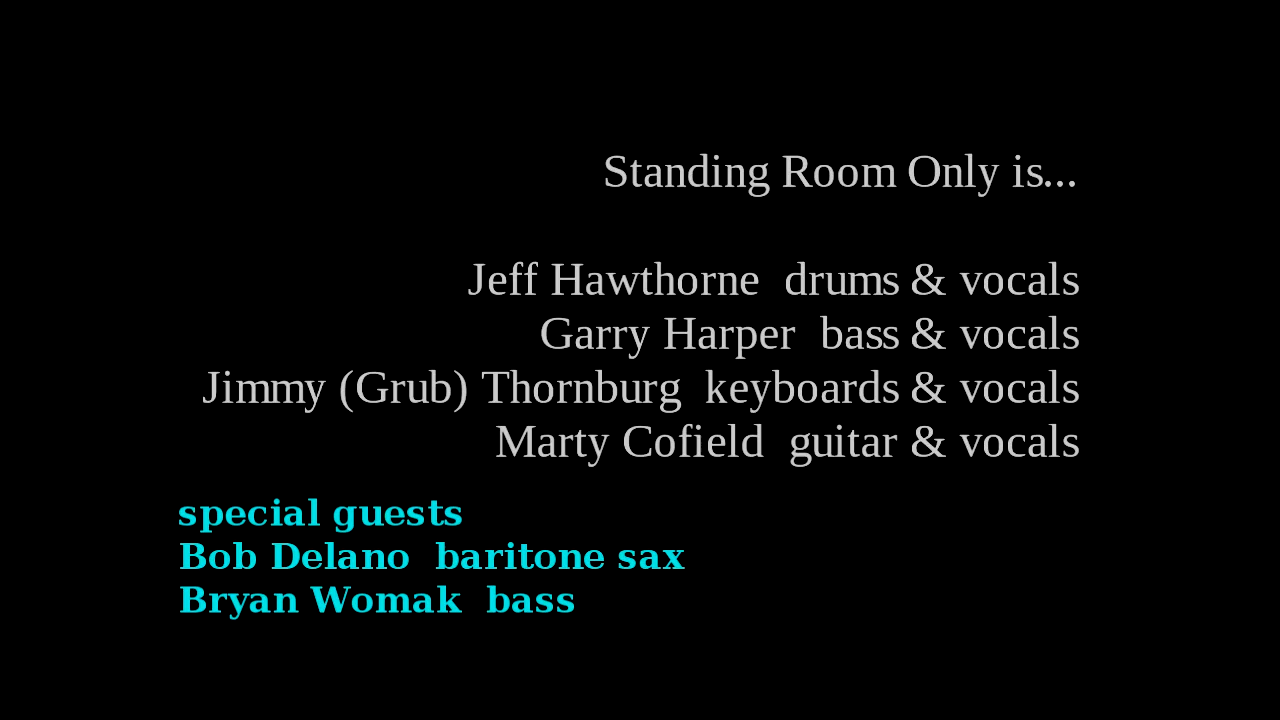 Standing Room Only is...
Jeff Hawthorne  drums & vocals
Garry Harper  bass & vocals
Jimmy (Grub) Thornburg  keyboards & vocals
Marty Cofield  guitar & vocals
special guests
Bob Delano  baritone sax
Bryan Womak  bass